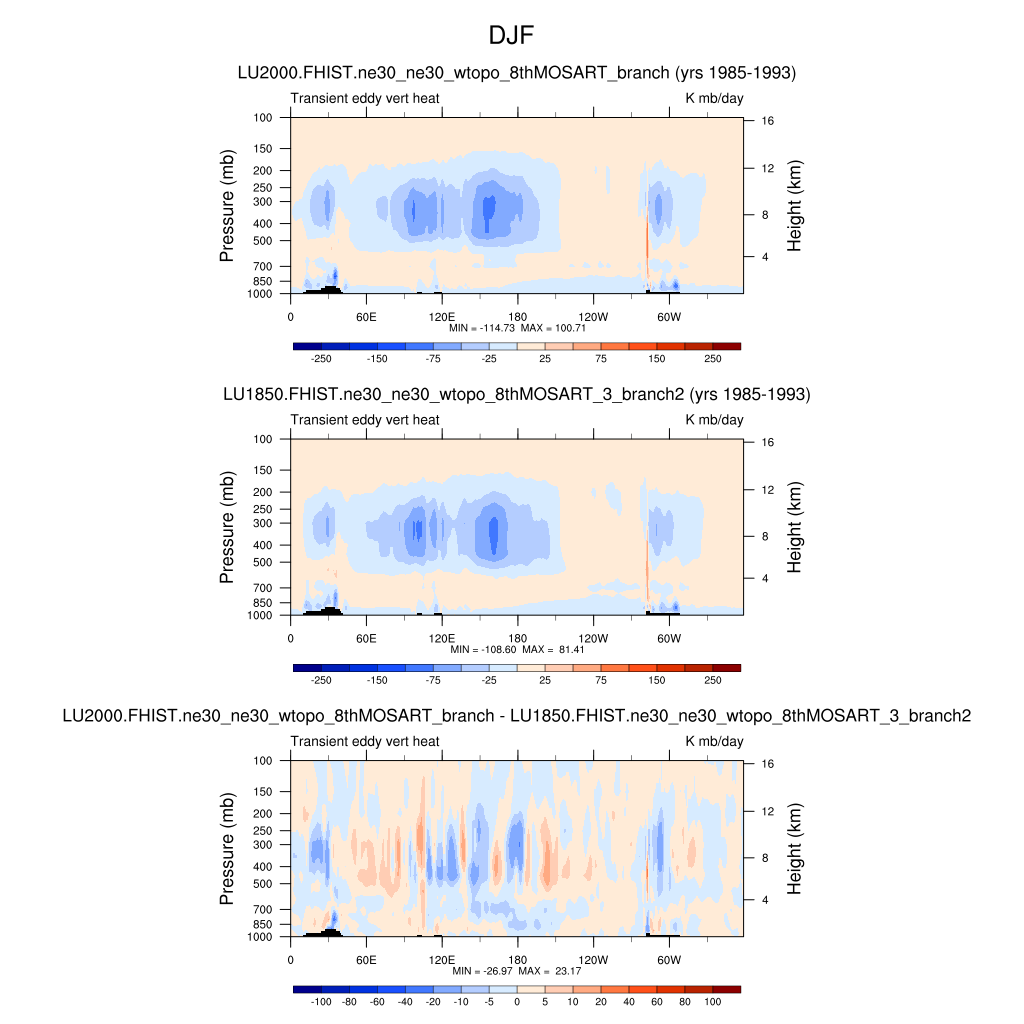 DJF
LU2000.FHIST.ne30_ne30_wtopo_8thMOSART_branch (yrs 1985-1993)
Transient eddy vert heat K mb/day
100 150 200 250 300 400 500 700 850 1000
Pressure (mb)
16 12 8 4
Height (km)
0 60E 120E 180 120W 60W
MIN = -114.73 MAX = 100.71
-250 -150 -75 -25 25 75 150 250
LU1850.FHIST.ne30_ne30_wtopo_8thMOSART_3_branch2 (yrs 1985-1993)
Transient eddy vert heat K mb/day
100 150 200 250 300 400 500 700 850 1000
Pressure (mb)
16 12 8 4
Height (km)
0 60E 120E 180 120W 60W
MIN = -108.60 MAX = 81.41
-250 -150 -75 -25 25 75 150 250
LU2000.FHIST.ne30_ne30_wtopo_8thMOSART_branch - LU1850.FHIST.ne30_ne30_wtopo_8thMOSART_3_branch2
Transient eddy vert heat K mb/day
100 150 200 250 300 400 500 700 850 1000
Pressure (mb)
16 12 8 4
Height (km)
0 60E 120E 180 120W 60W
MIN = -26.97 MAX = 23.17
-100 -80 -60 -40 -20 -10 -5 0 5 10 20 40 60 80 100